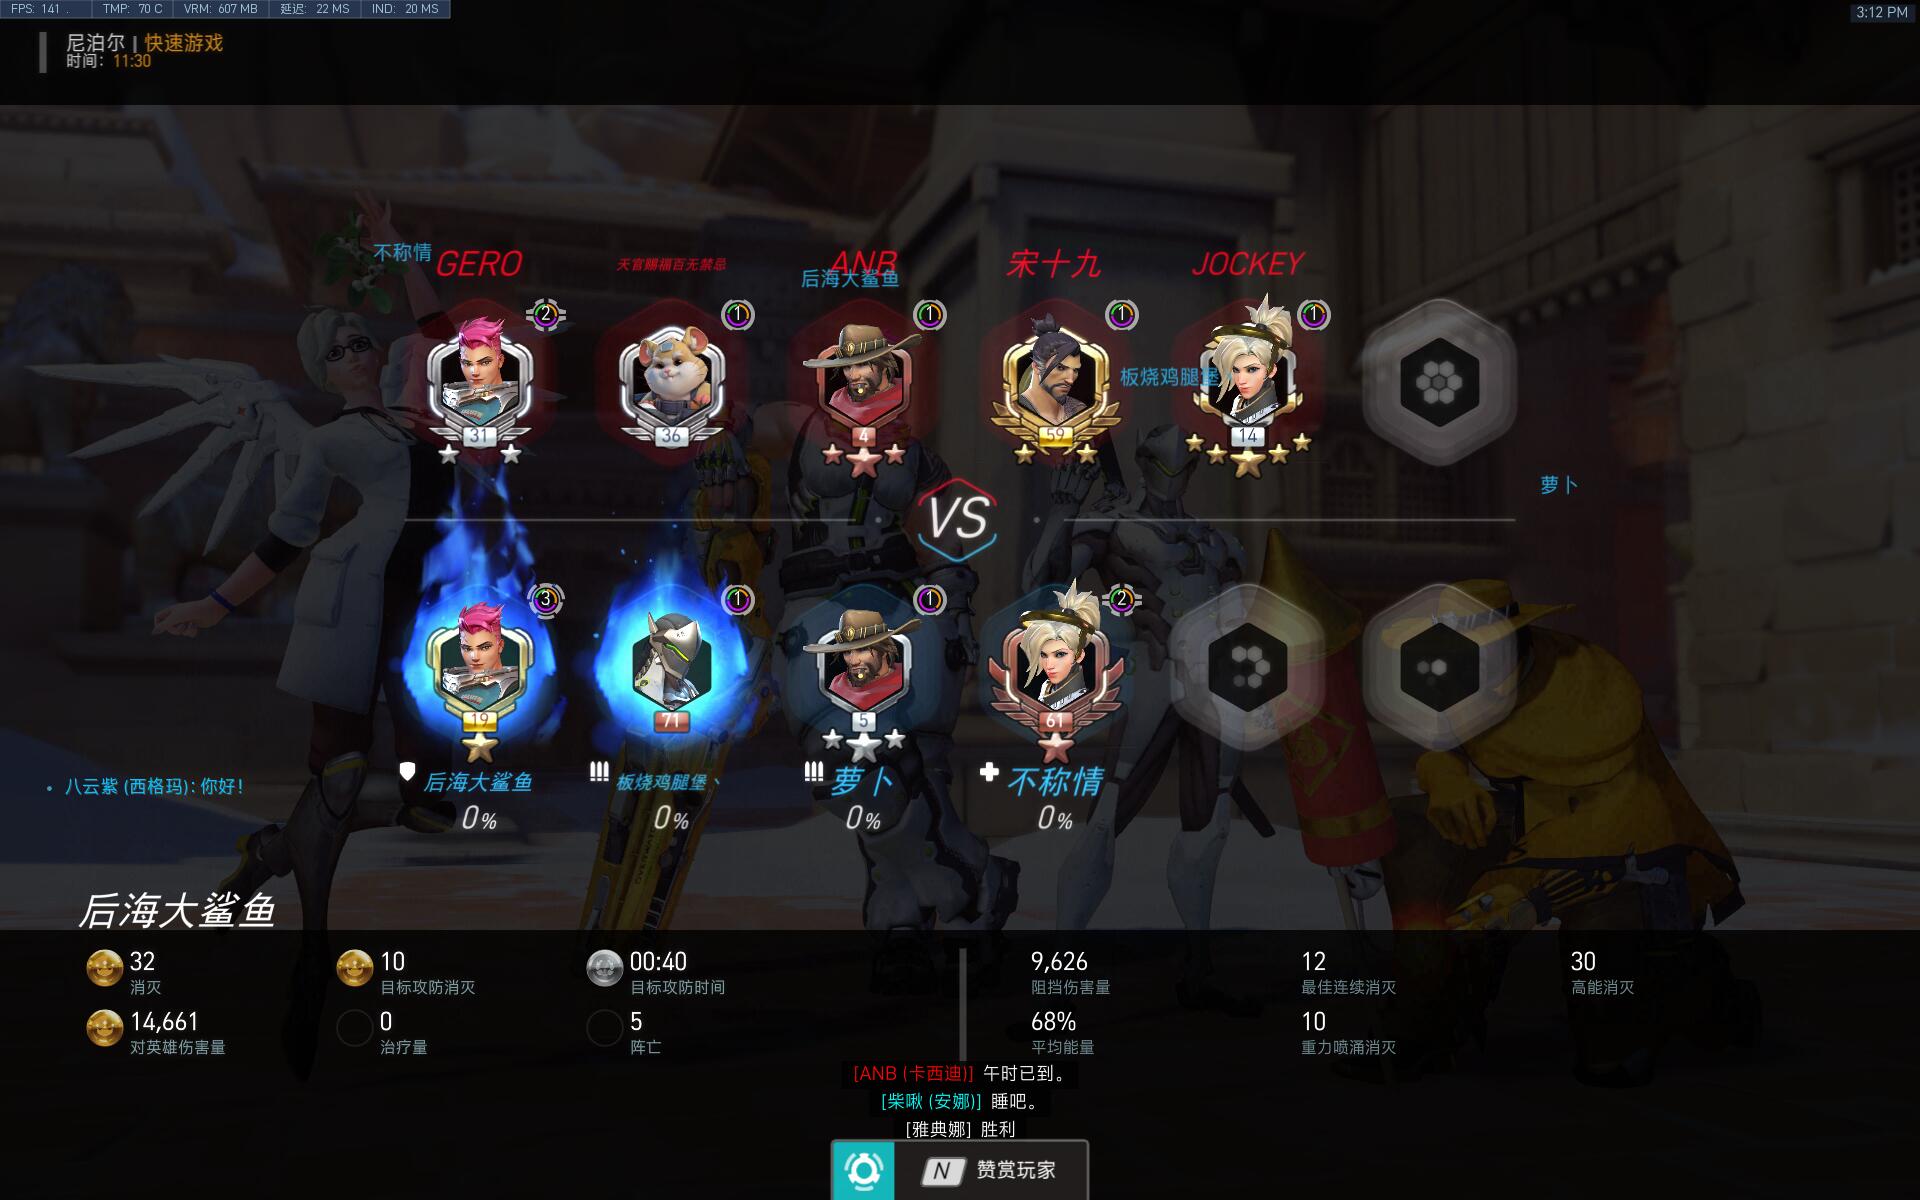 FPS: 141 . TMP: 70 C VRM: 607 MB 延迟: 22 MS IND: 20 MS
3:12 PM
尼泊尔 | 快速游戏
时间: 11:30
不称情
GERO
天官赐福百无禁忌
ANB
后海大鲨鱼
宋十九
JOCKEY
2
1
1
1
1
板烧鸡腿堡、
31
36
4
59
14
萝卜
VS
3
1
1
2
19
71
5
61
后海大鲨鱼
板烧鸡腿堡、
萝卜
不称情
八云紫 (西格玛): 你好!
0%
0%
0%
0%
后海大鲨鱼
32
消灭
10
目标攻防消灭
00:40
目标攻防时间
9,626
阻挡伤害量
12
最佳连续消灭
30
高能消灭
14,661
对英雄伤害量
0
治疗量
5
阵亡
68%
平均能量
10
重力喷涌消灭
[ANB (卡西迪)] 午时已到。
[柴啾 (安娜)] 睡吧。
[雅典娜] 胜利
N 赞赏玩家